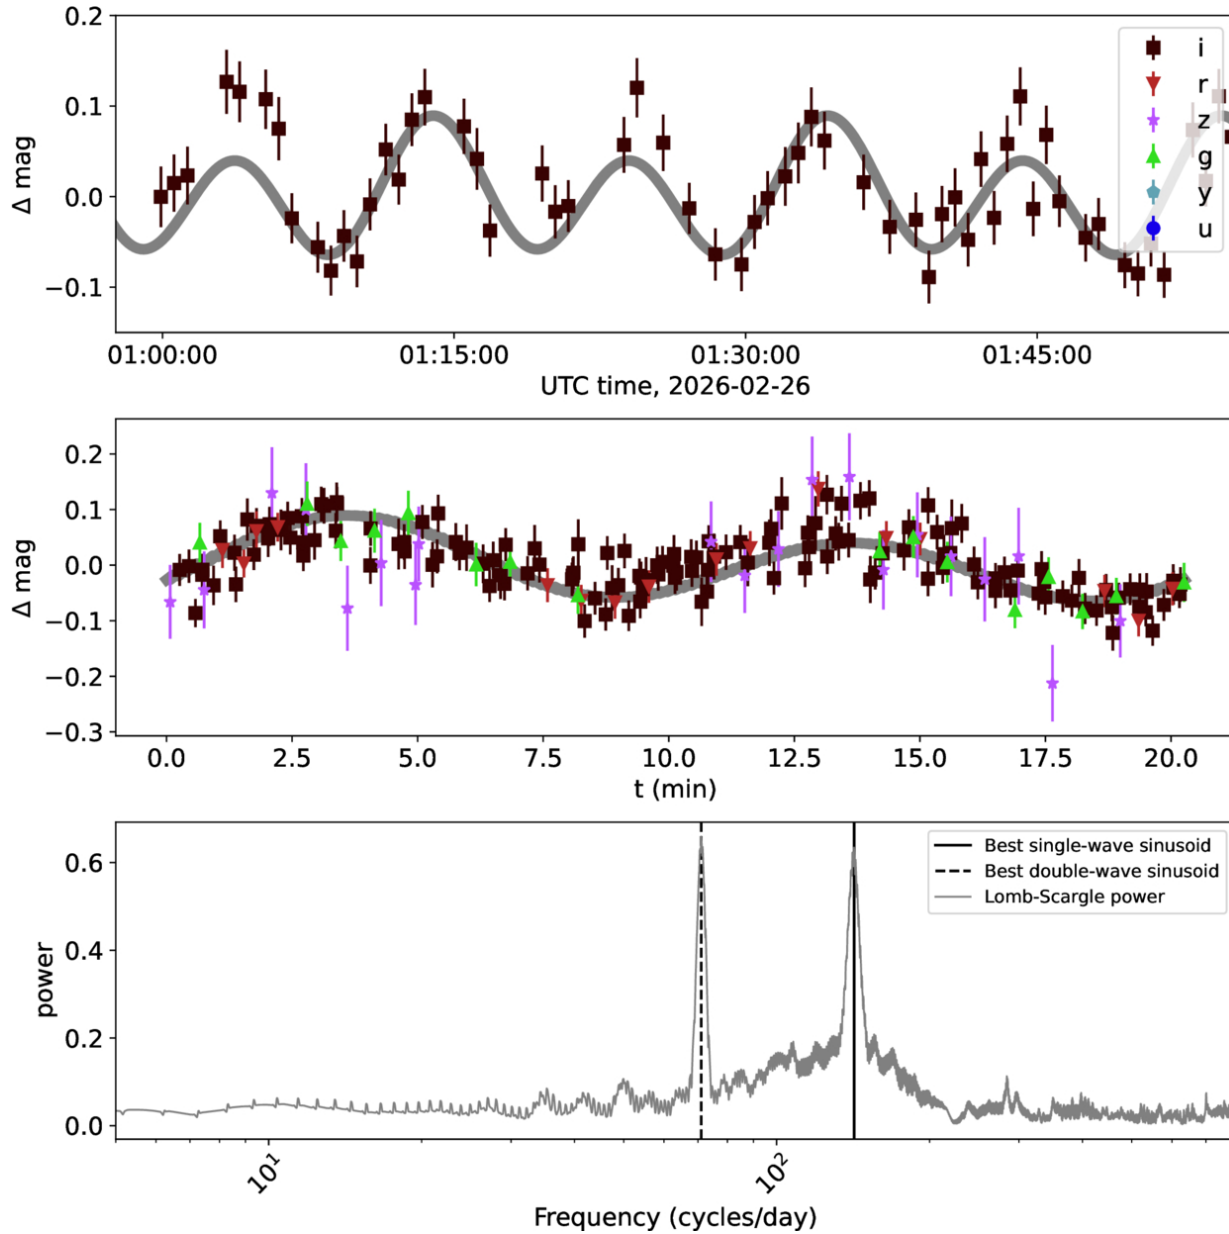 0.2
0.1
0.0
−0.1
Δ mag
i
r
z
g
y
u
01:00:00 01:15:00 01:30:00 01:45:00
UTC time, 2026-02-26
0.2
0.1
0.0
−0.1
−0.2
−0.3
Δ mag
0.0 2.5 5.0 7.5 10.0 12.5 15.0 17.5 20.0
t (min)
0.6
0.4
0.2
0.0
power
Best single-wave sinusoid
Best double-wave sinusoid
Lomb-Scargle power
10¹ 10²
Frequency (cycles/day)